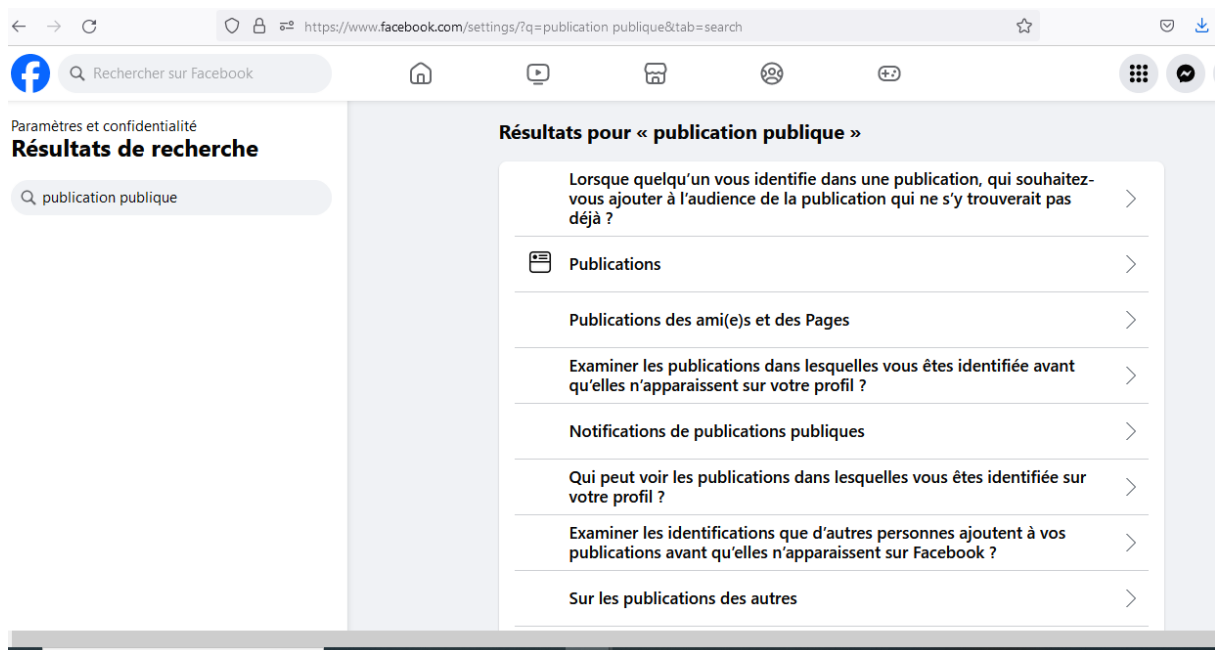 https://www.facebook.com/settings/?q=publication publique&tab=search
Rechercher sur Facebook
Paramètres et confidentialité
Résultats de recherche
publication publique
Résultats pour « publication publique »
Lorsque quelqu'un vous identifie dans une publication, qui souhaitez-
vous ajouter à l'audience de la publication qui ne s'y trouverait pas
déjà ?
Publications
Publications des ami(e)s et des Pages
Examiner les publications dans lesquelles vous êtes identifiée avant
qu'elles n'apparaissent sur votre profil ?
Notifications de publications publiques
Qui peut voir les publications dans lesquelles vous êtes identifiée sur
votre profil ?
Examiner les identifications que d'autres personnes ajoutent à vos
publications avant qu'elles n'apparaissent sur Facebook ?
Sur les publications des autres